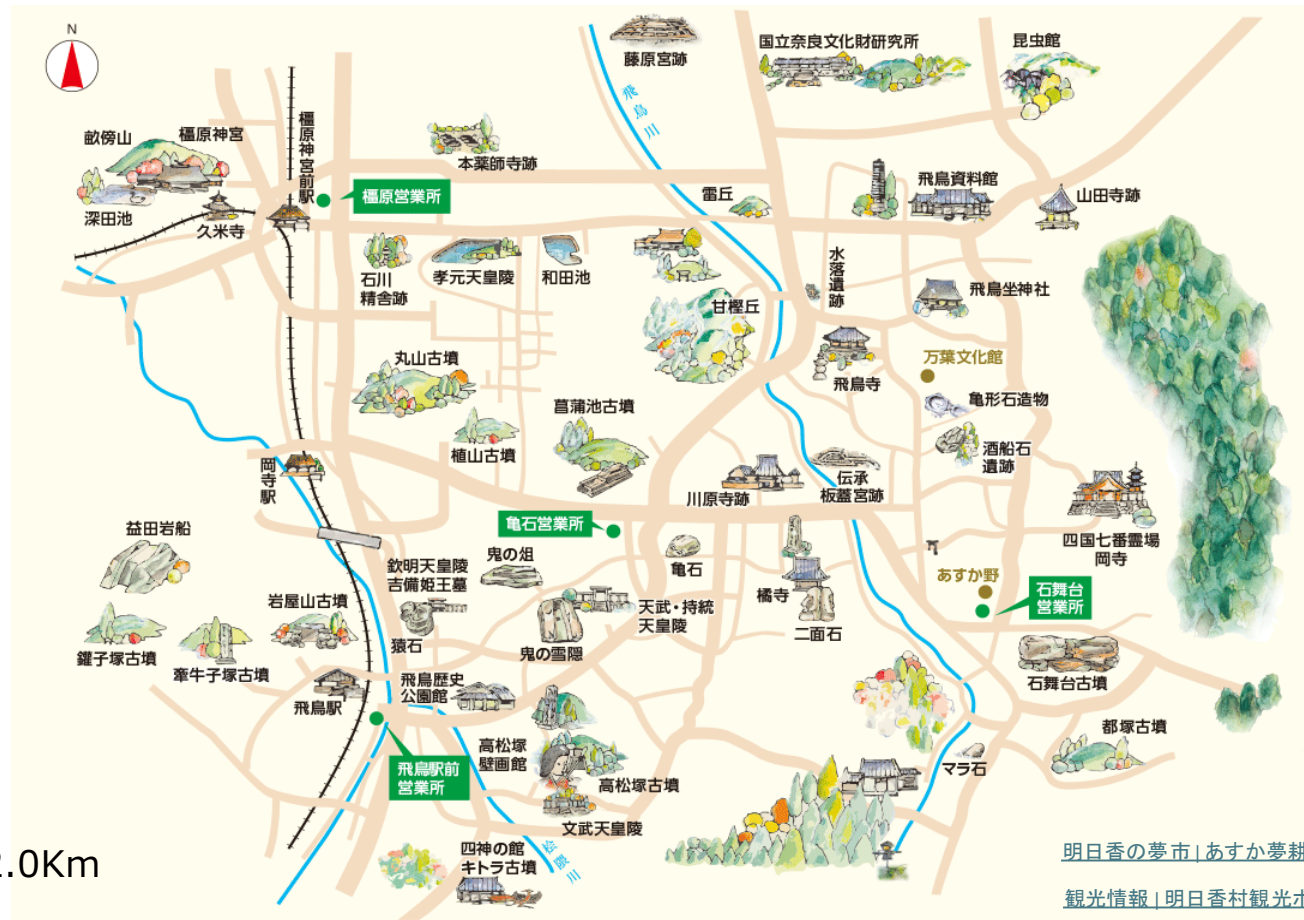 N
藤原宮跡
国立奈良文化財研究所
昆虫館
飛鳥川
畝傍山
橿原神宮
橿原神宮前駅
本薬師寺跡
橿原営業所
深田池
久米寺
雷丘
飛鳥資料館
山田寺跡
石川
精舎跡
孝元天皇陵
和田池
水落遺跡
飛鳥坐神社
甘樫丘
丸山古墳
飛鳥寺
万葉文化館
亀形石造物
菖蒲池古墳
植山古墳
酒船石
遺跡
岡寺駅
川原寺跡
伝承
板蓋宮跡
四国七番霊場
岡寺
亀石営業所
益田岩船
欽明天皇陵
吉備姫王墓
鬼の俎
亀石
橘寺
あすか野
石舞台
営業所
岩屋山古墳
天武・持統
天皇陵
二面石
鑵子塚古墳
牽牛子塚古墳
猿石
鬼の雪隠
石舞台古墳
飛鳥駅
飛鳥歴史
公園館
都塚古墳
高松塚
壁画館
飛鳥駅前
営業所
高松塚古墳
マラ石
文武天皇陵
四神の館
キトラ古墳
桧隈川
2.0Km
明日香の夢市|あすか夢耕
観光情報|明日香村観光ポ